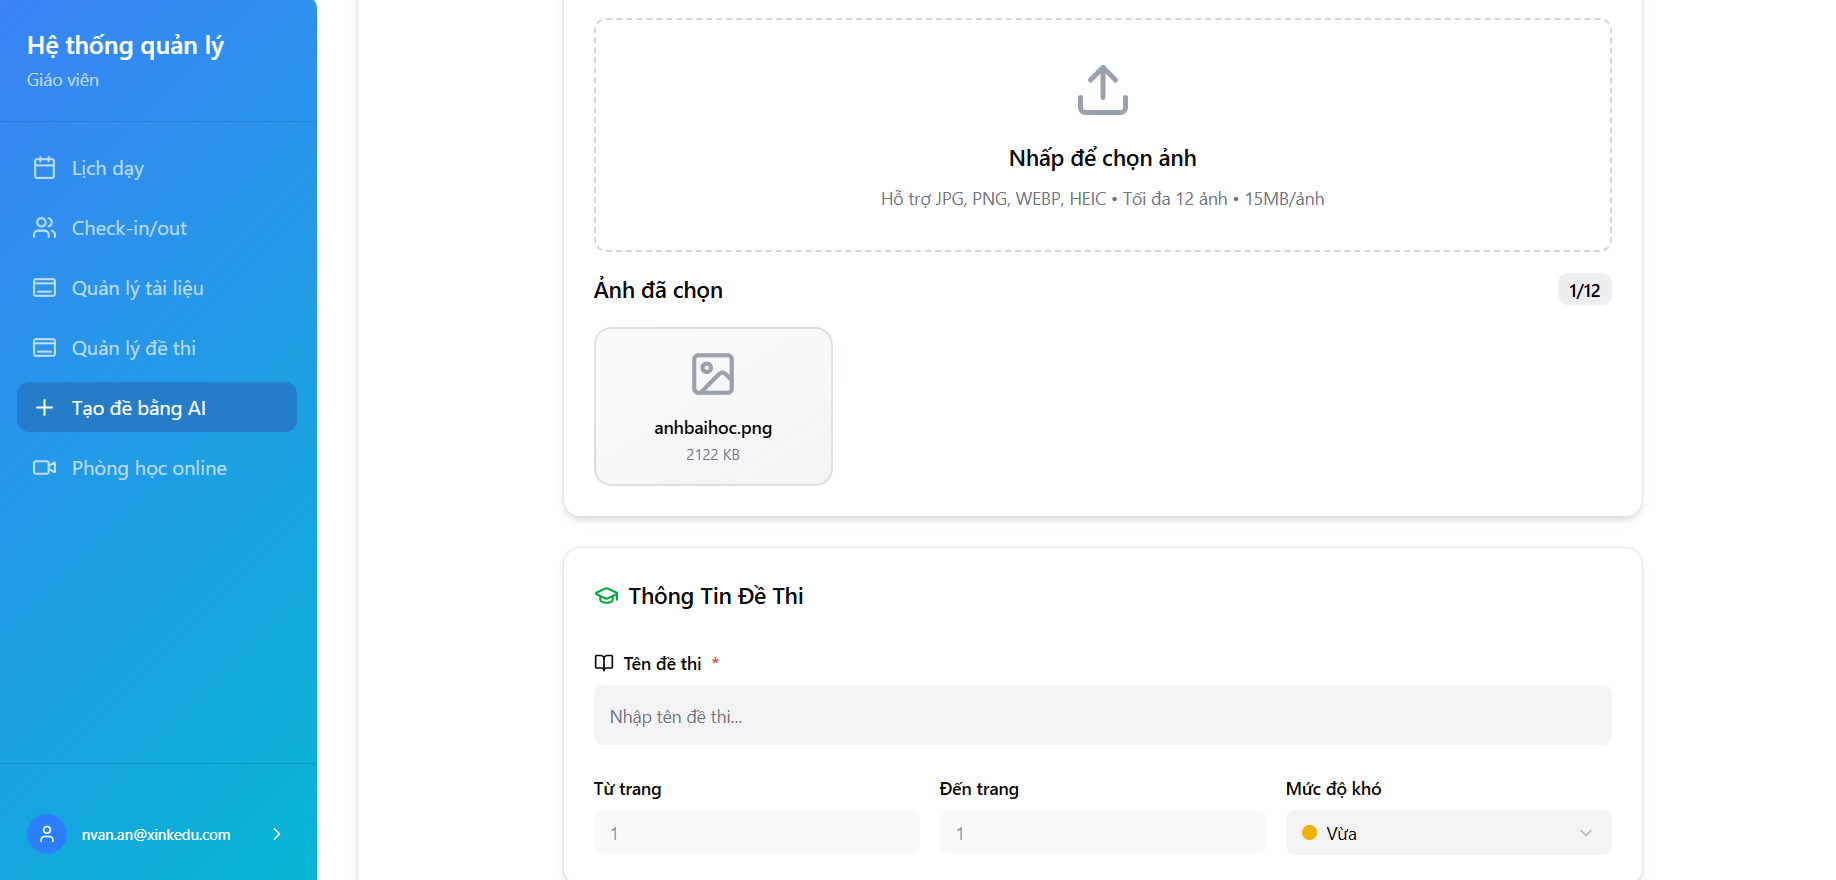 Hệ thống quản lý
Giáo viên
Lịch dạy
Check-in/out
Quản lý tài liệu
Quản lý đề thi
Tạo đề bằng AI
Phòng học online
nvan.an@xinkedu.com
Nhấp để chọn ảnh
Hỗ trợ JPG, PNG, WEBP, HEIC • Tối đa 12 ảnh • 15MB/ảnh
Ảnh đã chọn
1/12
anhbaihoc.png
2122 KB
Thông Tin Đề Thi
Tên đề thi *
Nhập tên đề thi...
Từ trang
Đến trang
Mức độ khó
1
1
Vừa